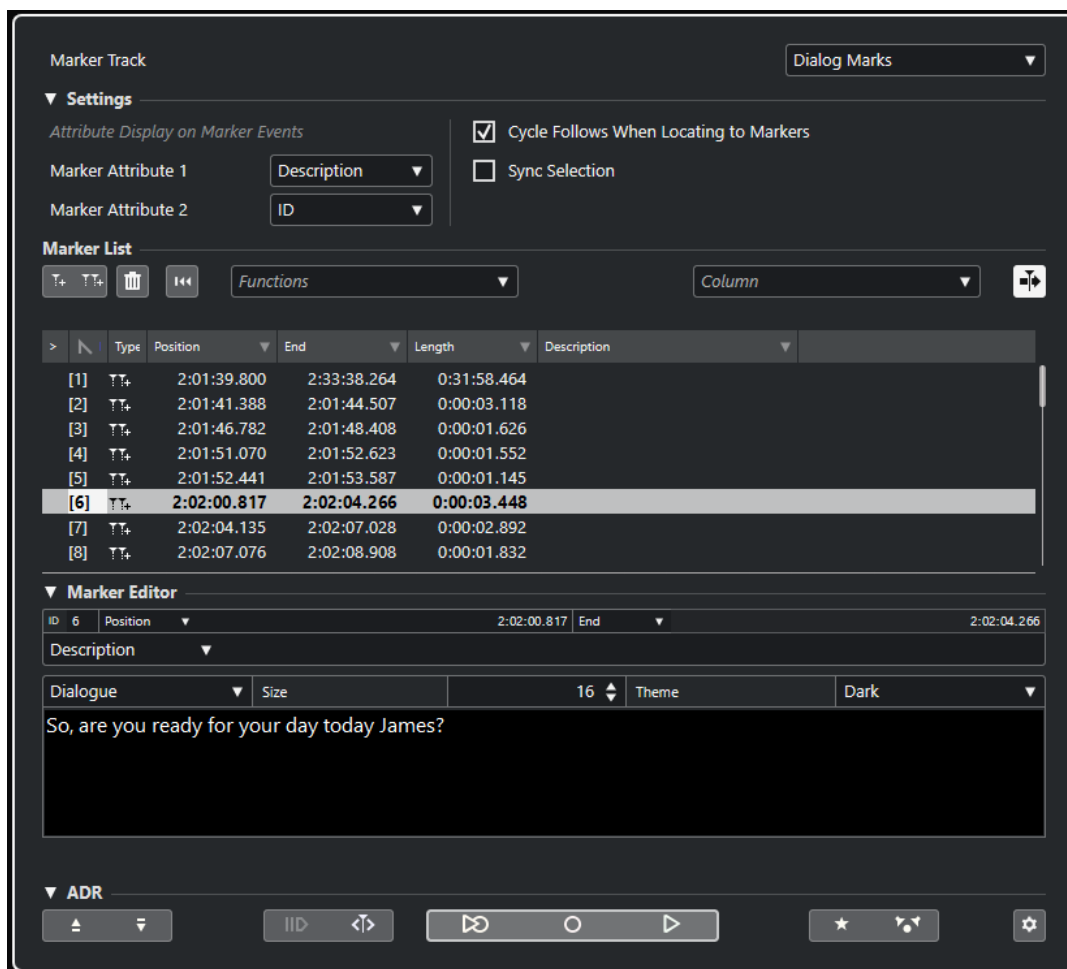 Marker Track Dialog Marks
Settings
Attribute Display on Marker Events Cycle Follows When Locating to Markers
Marker Attribute 1 Description Sync Selection
Marker Attribute 2 ID
Marker List
Functions Column
> Type Position End Length Description
[1] 2:01:39.800 2:33:38.264 0:31:58.464
[2] 2:01:41.388 2:01:44.507 0:00:03.118
[3] 2:01:46.782 2:01:48.408 0:00:01.626
[4] 2:01:51.070 2:01:52.623 0:00:01.552
[5] 2:01:52.441 2:01:53.587 0:00:01.145
[6] 2:02:00.817 2:02:04.266 0:00:03.448
[7] 2:02:04.135 2:02:07.028 0:00:02.892
[8] 2:02:07.076 2:02:08.908 0:00:01.832
Marker Editor
ID 6 Position 2:02:00.817 End 2:02:04.266
Description
Dialogue Size 16 Theme Dark
So, are you ready for your day today James?
ADR